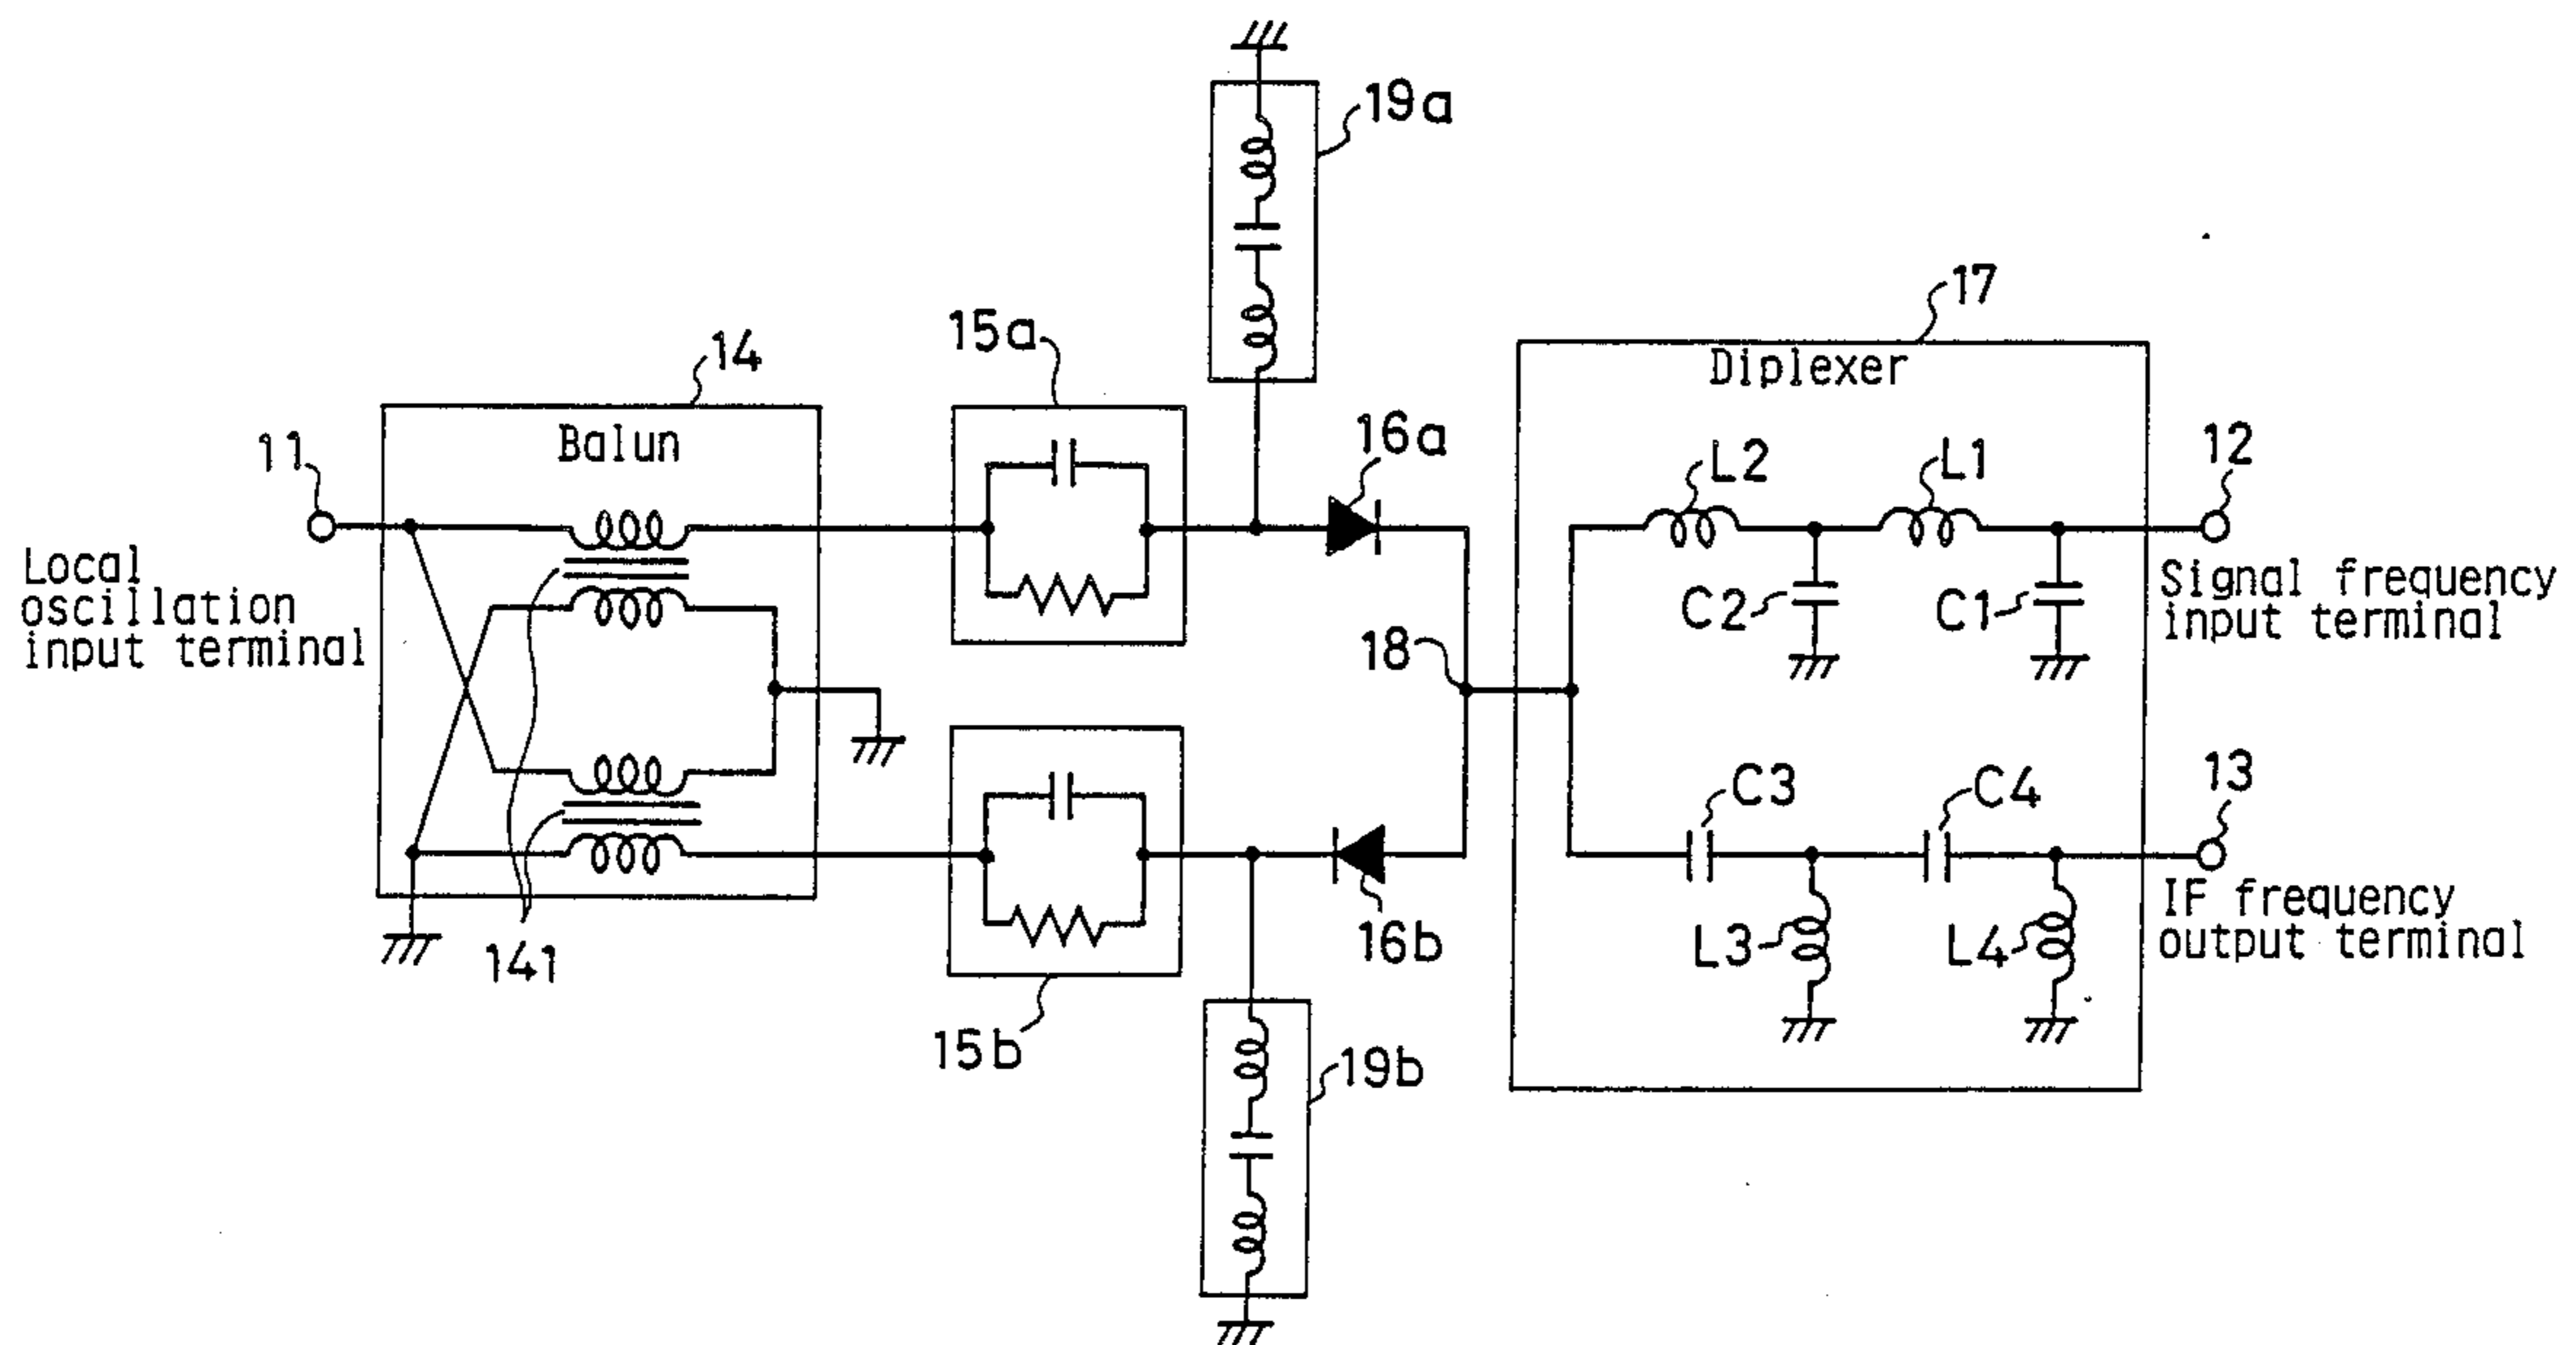 19a
17
15a
14
Diplexer
16a
12
11
Balun
L2
L1
Local
oscillation
input terminal
C2
C1
Signal frequency
input terminal
18
C3
C4
13
141
16b
L3
L4
IF frequency
output terminal
15b
19b